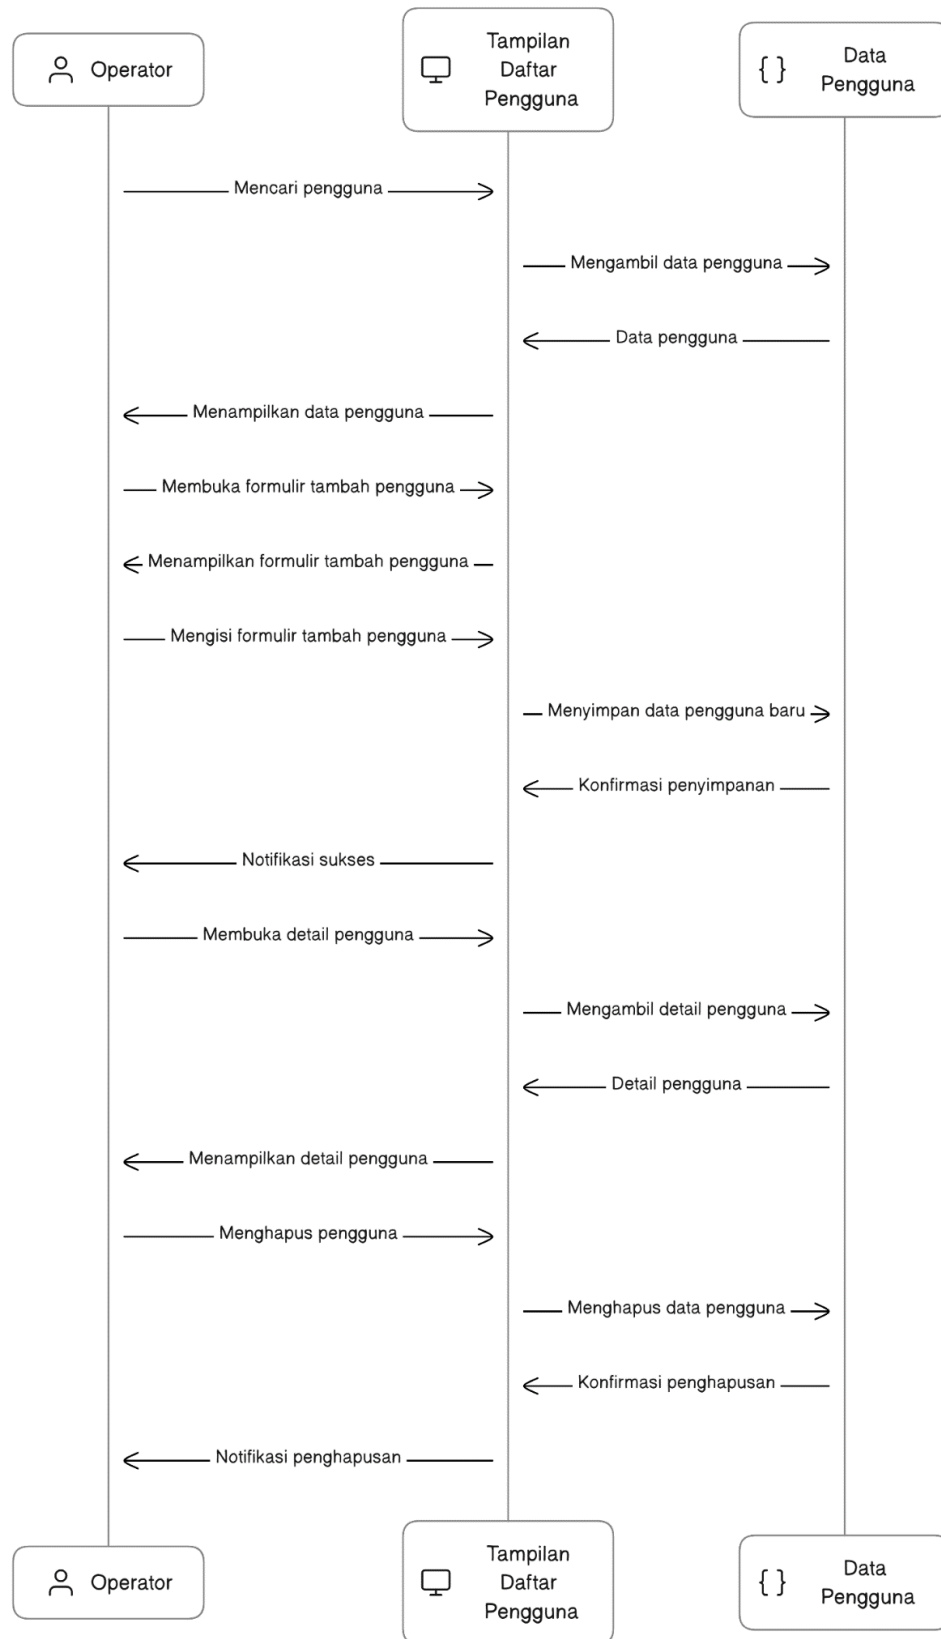 Operator
Tampilan
Daftar
Pengguna
{ }
Data
Pengguna
Mencari pengguna
Mengambil data pengguna
Data pengguna
Menampilkan data pengguna
Membuka formulir tambah pengguna
Menampilkan formulir tambah pengguna
Mengisi formulir tambah pengguna
Menyimpan data pengguna baru
Konfirmasi penyimpanan
Notifikasi sukses
Membuka detail pengguna
Mengambil detail pengguna
Detail pengguna
Menampilkan detail pengguna
Menghapus pengguna
Menghapus data pengguna
Konfirmasi penghapusan
Notifikasi penghapusan
Operator
Tampilan
Daftar
Pengguna
{ }
Data
Pengguna